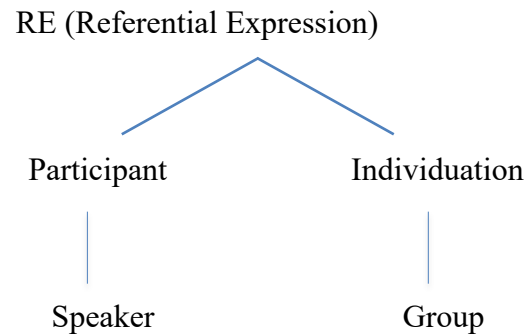 RE (Referential Expression)
Participant Individuation
Speaker Group